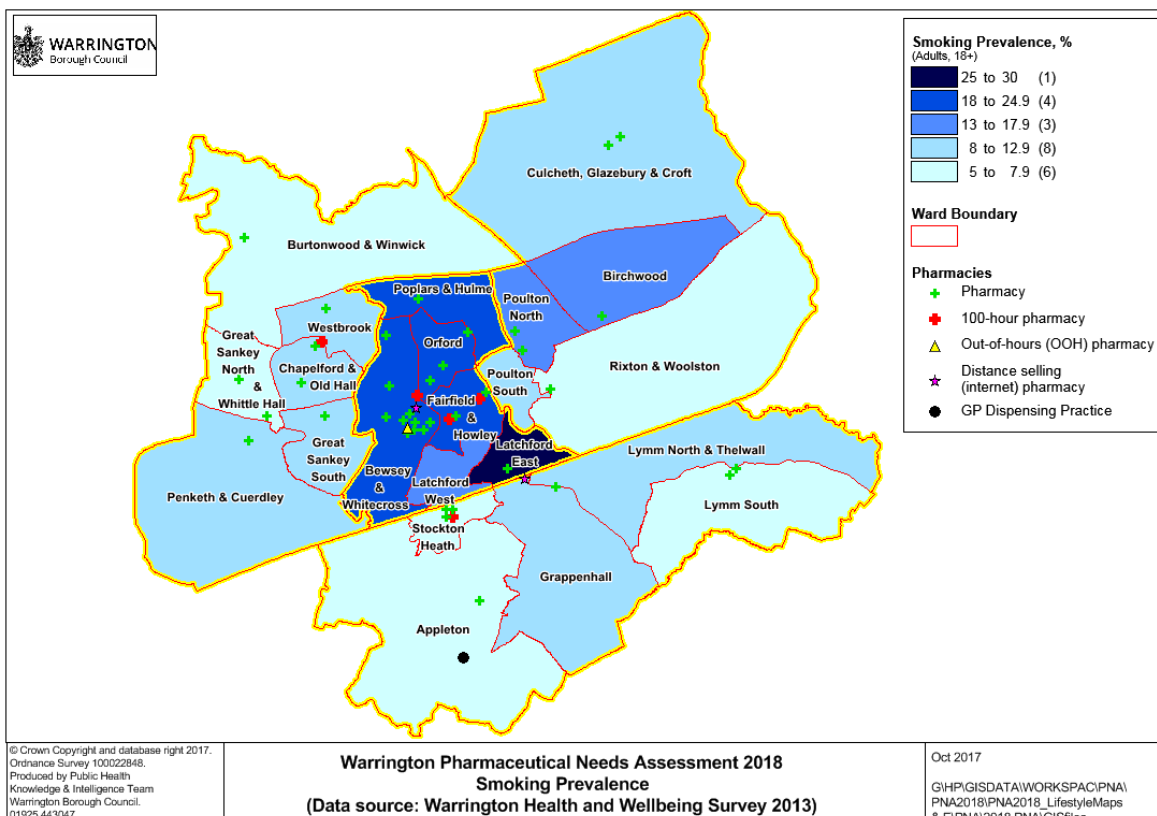 WARRINGTON
Borough Council
Smoking Prevalence, %
(Adults, 18+)
25 to 30 (1)
18 to 24.9 (4)
13 to 17.9 (3)
8 to 12.9 (8)
5 to 7.9 (6)
Ward Boundary
Pharmacies
Pharmacy
100-hour pharmacy
Out-of-hours (OOH) pharmacy
Distance selling
(internet) pharmacy
GP Dispensing Practice
Culcheth, Glazebury & Croft
Burtonwood & Winwick
Birchwood
Poplars & Hulme
Poulton
North
Westbrook
Great
Sankey
North
&
Whittle Hall
Orford
Chapelford &
Old Hall
Rixton & Woolston
Poulton
South
Fairfield
&
Howley
Great
Sankey
South
Latchford
East
Lymm North & Thelwall
Bewsey
&
Whitecross
Penketh & Cuerdley
Latchford
West
Lymm South
Stockton
Heath
Grappenhall
Appleton
© Crown Copyright and database right 2017.
Ordnance Survey 100022848.
Produced by Public Health
Knowledge & Intelligence Team
Warrington Borough Council.
01925 443047
Warrington Pharmaceutical Needs Assessment 2018
Smoking Prevalence
(Data source: Warrington Health and Wellbeing Survey 2013)
Oct 2017
G\HP\GISDATA\WORKSPAC\PNA\
PNA2018\PNA2018_LifestyleMaps